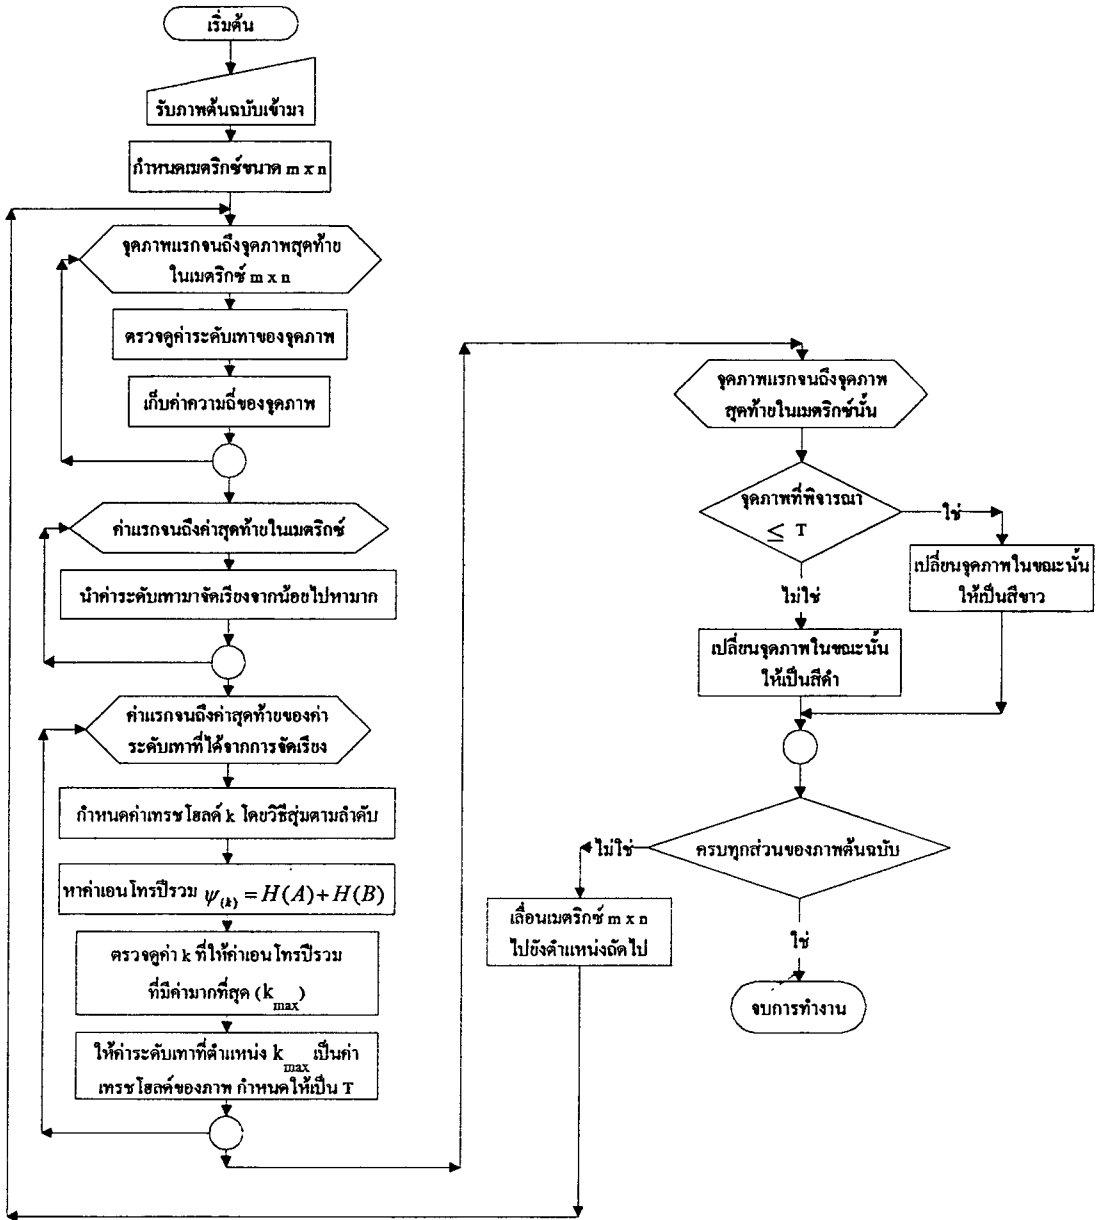 เริ่มต้น
รับภาพต้นฉบับเข้ามา
กำหนดเมตริกซ์ขนาด m x n
จุดภาพแรกจนถึงจุดภาพสุดท้าย
ในเมตริกซ์ m x n
ตรวจดูค่าระดับเทาของจุดภาพ
เก็บค่าความถี่ของจุดภาพ
ค่าแรกจนถึงค่าสุดท้ายในเมตริกซ์
นำค่าระดับเทามาจัดเรียงจากน้อยไปหามาก
ค่าแรกจนถึงค่าสุดท้ายของค่า
ระดับเทาที่ได้จากการจัดเรียง
กำหนดค่าเทรชโฮลด์ k โดยวิธีสุ่มตามลำดับ
หาค่าเอนโทรปีรวม ψ(k) = H(A) + H(B)
ตรวจดูค่า k ที่ให้ค่าเอนโทรปีรวม
ที่มีค่ามากที่สุด (k max)
ให้ค่าระดับเทาที่ตำแหน่ง k max เป็นค่า
เทรชโฮลด์ของภาพ กำหนดให้เป็น T
จุดภาพแรกจนถึงจุดภาพ
สุดท้ายในเมตริกซ์นั้น
จุดภาพที่พิจารณา
≤ T
ใช่
เปลี่ยนจุดภาพในขณะนั้น
ให้เป็นสีขาว
ไม่ใช่
เปลี่ยนจุดภาพในขณะนั้น
ให้เป็นสีดำ
ครบทุกส่วนของภาพต้นฉบับ
ไม่ใช่
เลื่อนเมตริกซ์ m x n
ไปยังตำแหน่งถัดไป
ใช่
จบการทำงาน